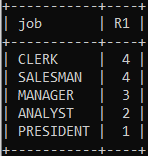 +-----------+----+
| job       | R1 |
+-----------+----+
| CLERK     |  4 |
| SALESMAN  |  4 |
| MANAGER   |  3 |
| ANALYST   |  2 |
| PRESIDENT |  1 |
+-----------+----+